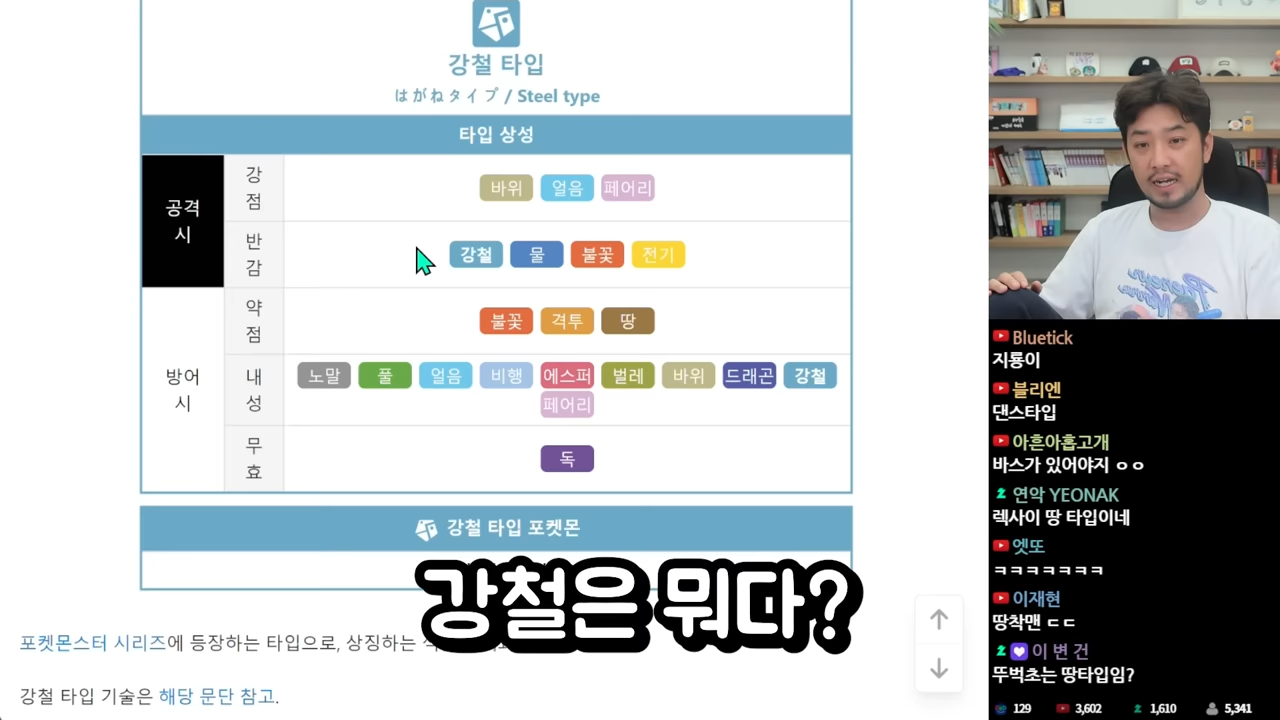 강철 타입
はがねタイプ / Steel type
타입 상성
공격
시
강
점
바위 얼음 페어리
반
감
강철 물 불꽃 전기
방어
시
약
점
불꽃 격투 땅
내
성
노말 풀 얼음 비행 에스퍼 벌레 바위 드래곤 강철
페어리
무
효
독
강철 타입 포켓몬
강철은 뭐다?
포켓몬스터 시리즈에 등장하는 타입으로, 상징하는
강철 타입 기술은 해당 문단 참고.
Bluetick
지룡이
블리엔
댄스타입
아흔아홉고개
바스가 있어야지 ㅇㅇ
연악 YEONAK
렉사이 땅 타입이네
엣또
ㅋㅋㅋㅋㅋㅋㅋ
이재현
땅착맨 ㄷㄷ
이 변 건
뚜벅초는 땅타입임?
129 3,602 1,610 5,341